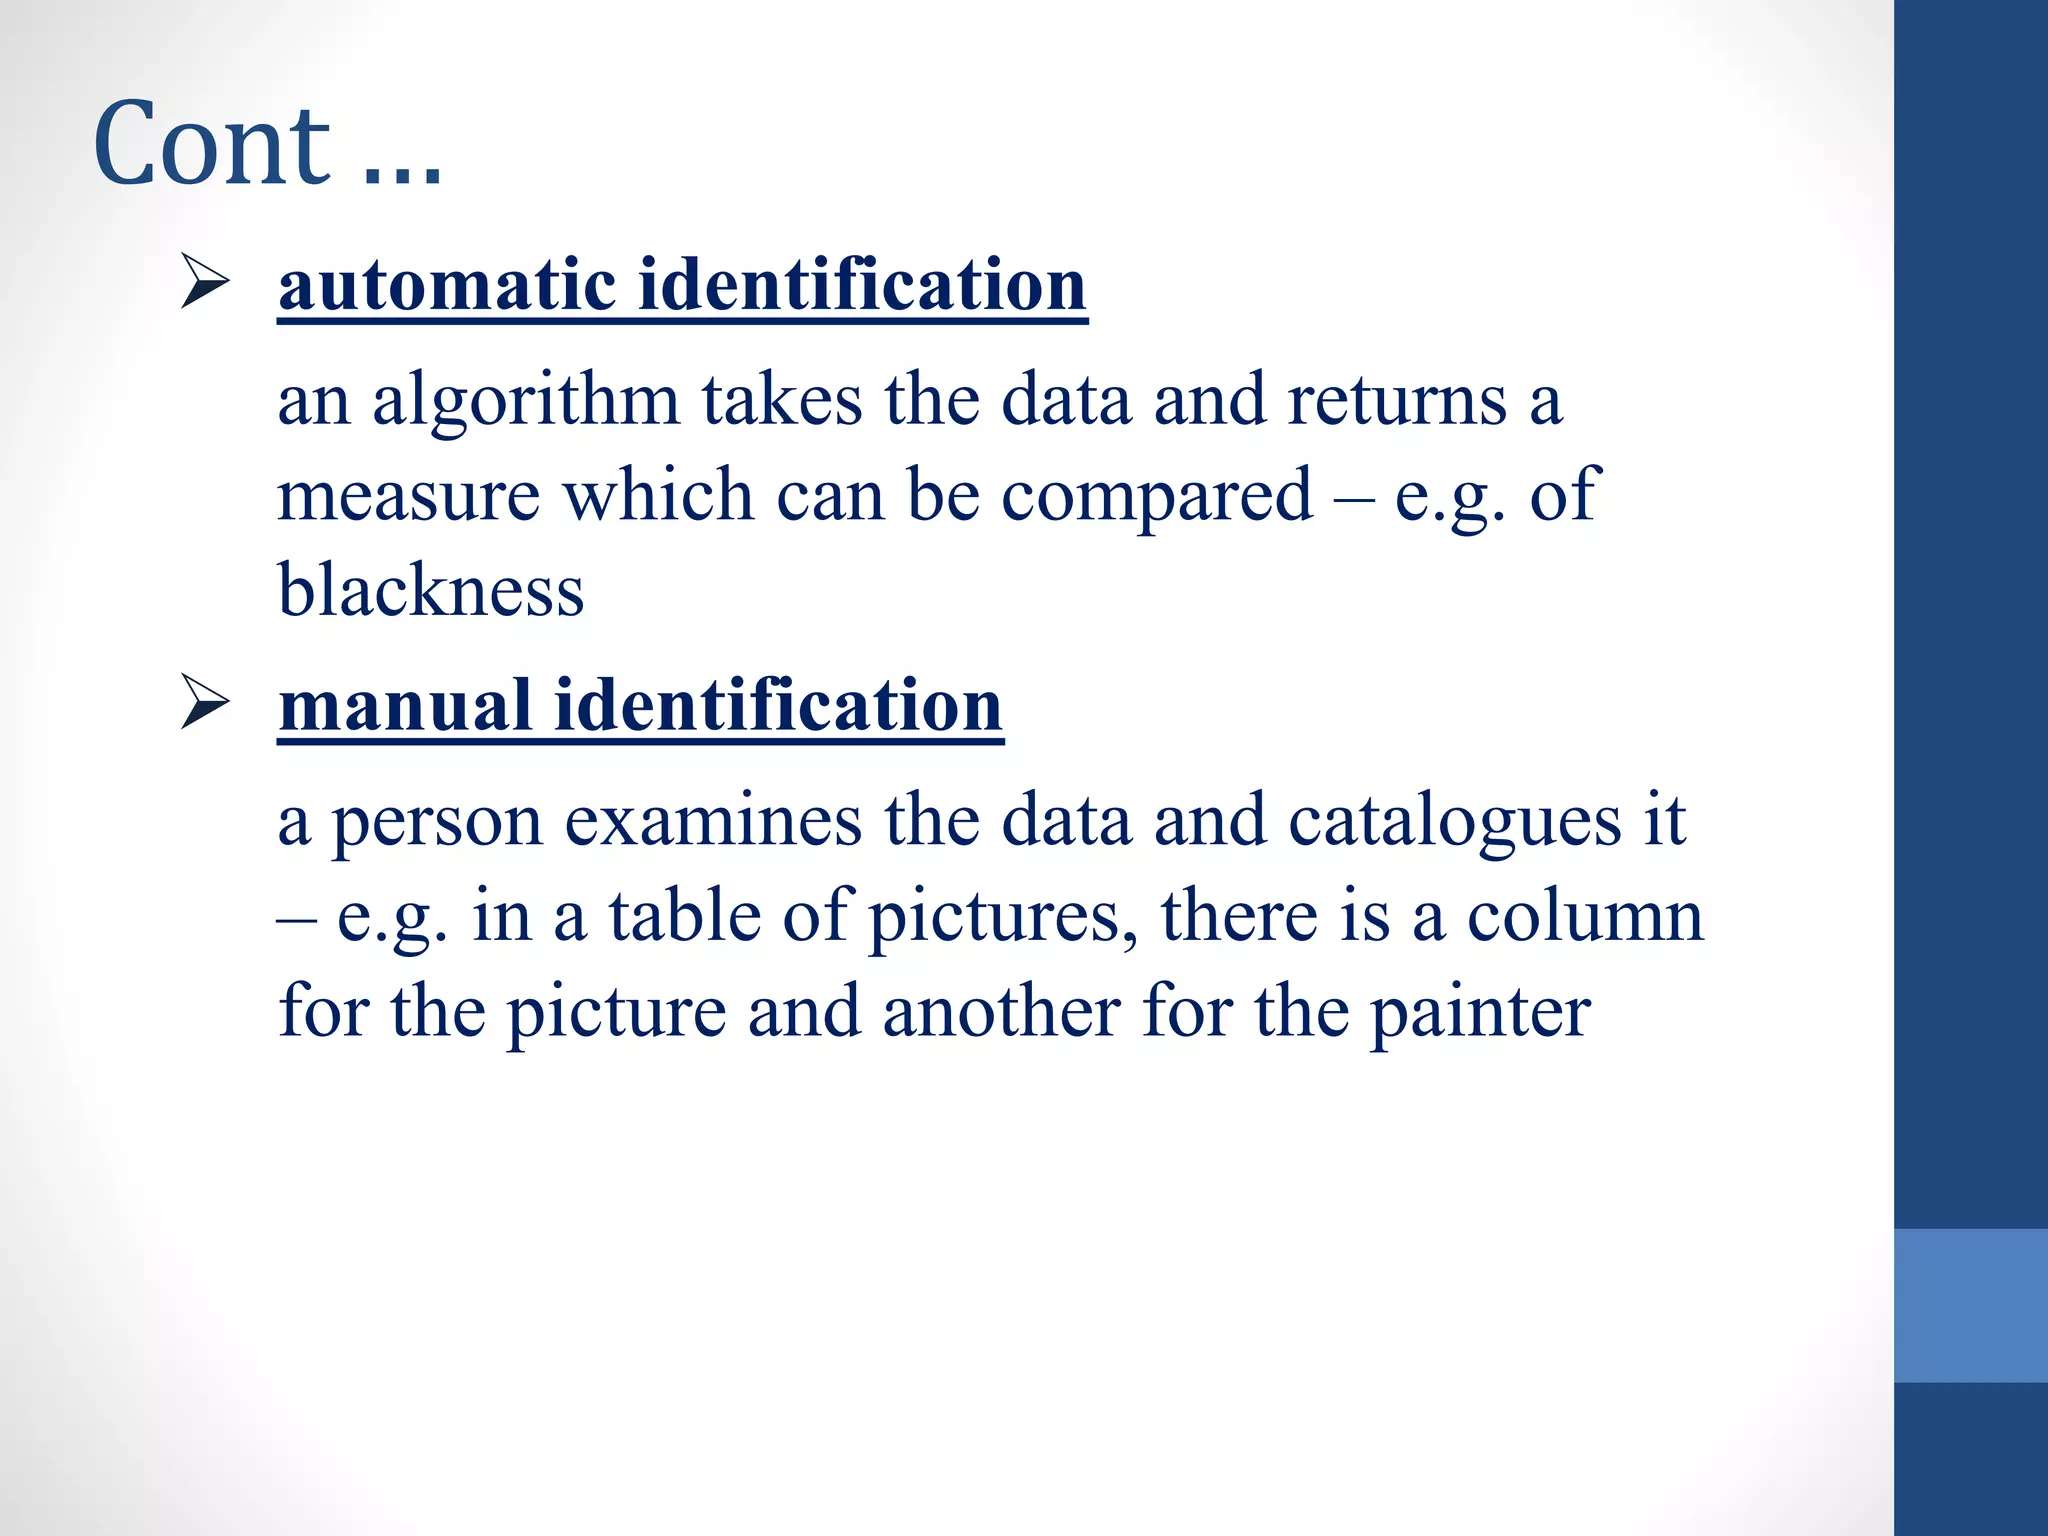 Cont ...
automatic identification
an algorithm takes the data and returns a
measure which can be compared – e.g. of
blackness
manual identification
a person examines the data and catalogues it
– e.g. in a table of pictures, there is a column
for the picture and another for the painter